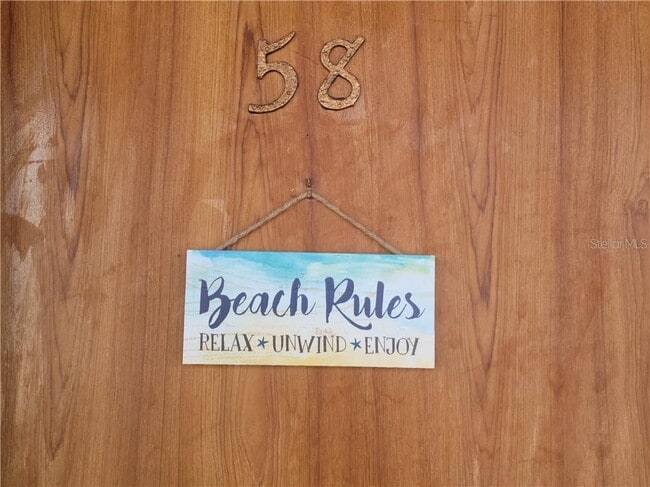 58
Beach Rules
RELAX ★ UNWIND ★ ENJOY
Stellar MLS